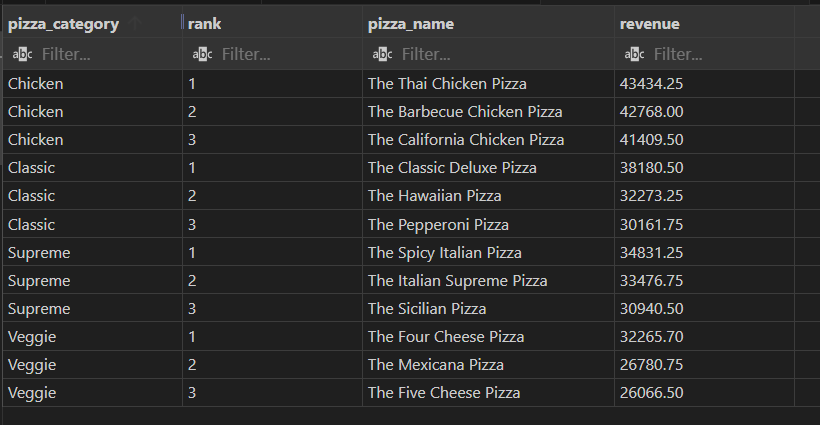 pizza_category rank pizza_name revenue
abc Filter... abc Filter... abc Filter... abc Filter...
Chicken 1 The Thai Chicken Pizza 43434.25
Chicken 2 The Barbecue Chicken Pizza 42768.00
Chicken 3 The California Chicken Pizza 41409.50
Classic 1 The Classic Deluxe Pizza 38180.50
Classic 2 The Hawaiian Pizza 32273.25
Classic 3 The Pepperoni Pizza 30161.75
Supreme 1 The Spicy Italian Pizza 34831.25
Supreme 2 The Italian Supreme Pizza 33476.75
Supreme 3 The Sicilian Pizza 30940.50
Veggie 1 The Four Cheese Pizza 32265.70
Veggie 2 The Mexicana Pizza 26780.75
Veggie 3 The Five Cheese Pizza 26066.50